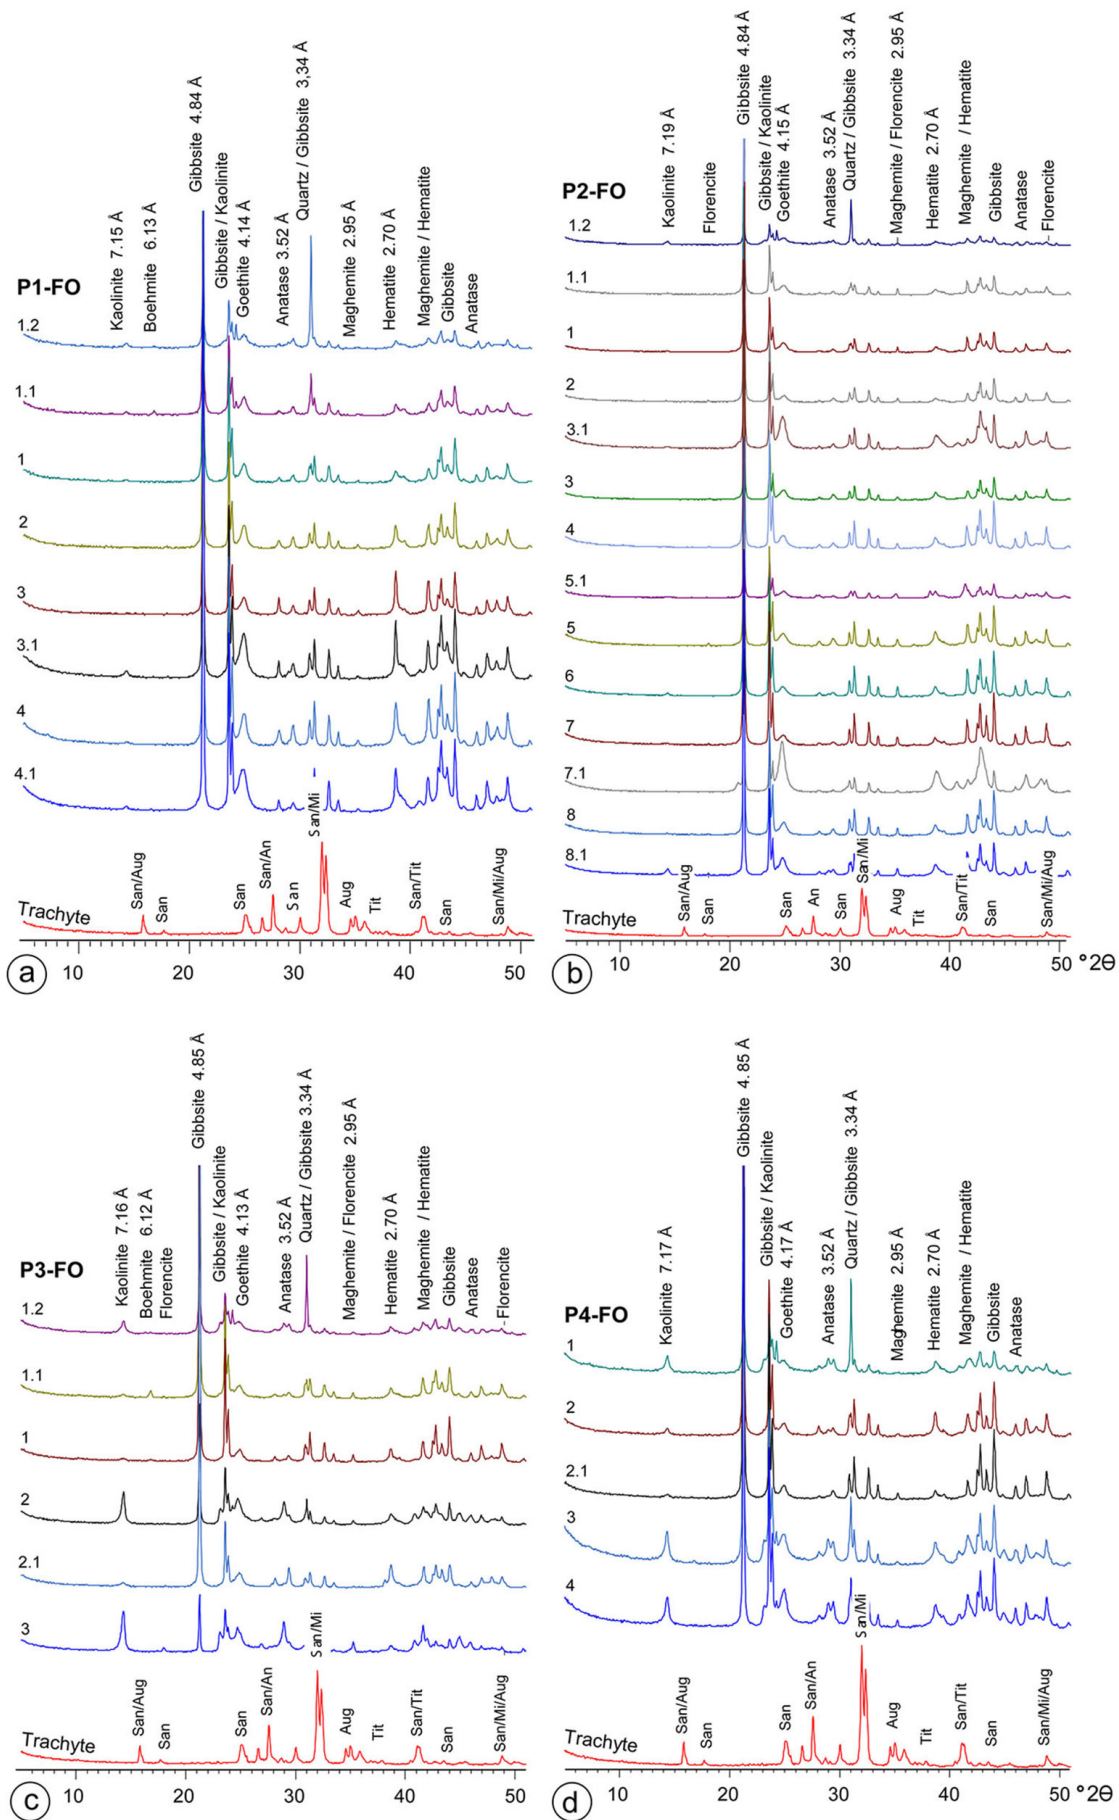 P1-FO
Kaolinite 7.15 Å
Boehmite 6.13 Å
Gibbsite 4.84 Å
Gibbsite / Kaolinite
Goethite 4.14 Å
Anatase 3.52 Å
Quartz / Gibbsite 3,34 Å
Maghemite 2.95 Å
Hematite 2.70 Å
Maghemite / Hematite
Gibbsite
Anatase
1.2
1.1
1
2
3
3.1
4
4.1
Trachyte
San/Aug
San
San
San/An
San
San/Mi
Aug
Tit
San/Tit
San
San/Mi/Aug
10 20 30 40 50
a
P2-FO
Kaolinite 7.19 Å
Florencite
Gibbsite 4.84 Å
Gibbsite / Kaolinite
Goethite 4.15 Å
Anatase 3.52 Å
Quartz / Gibbsite 3.34 Å
Maghemite / Florencite 2.95 Å
Hematite 2.70 Å
Maghemite / Hematite
Gibbsite
Anatase
Florencite
1.2
1.1
1
2
3.1
3
4
5.1
5
6
7
7.1
8
8.1
Trachyte
San/Aug
San
San
An
San
San/Mi
Aug
Tit
San/Tit
San
San/Mi/Aug
10 20 30 40 50 °2Θ
b
P3-FO
Kaolinite 7.16 Å
Boehmite 6.12 Å
Florencite
Gibbsite 4.85 Å
Gibbsite / Kaolinite
Goethite 4.13 Å
Anatase 3.52 Å
Quartz / Gibbsite 3.34 Å
Maghemite / Florencite 2.95 Å
Hematite 2.70 Å
Maghemite / Hematite
Gibbsite
Anatase
Florencite
1.2
1.1
1
2
2.1
3
Trachyte
San/Aug
San
San
San/An
San/Mi
Aug
Tit
San/Tit
San
San/Mi/Aug
10 20 30 40 50
c
P4-FO
Kaolinite 7.17 Å
Gibbsite 4.85 Å
Gibbsite / Kaolinite
Goethite 4.17 Å
Anatase 3.52 Å
Quartz / Gibbsite 3.34 Å
Maghemite 2.95 Å
Hematite 2.70 Å
Maghemite / Hematite
Gibbsite
Anatase
1
2
2.1
3
4
Trachyte
San/Aug
San
San
San/An
San/Mi
Aug
Tit
San/Tit
San
San/Mi/Aug
10 20 30 40 50 °2Θ
d